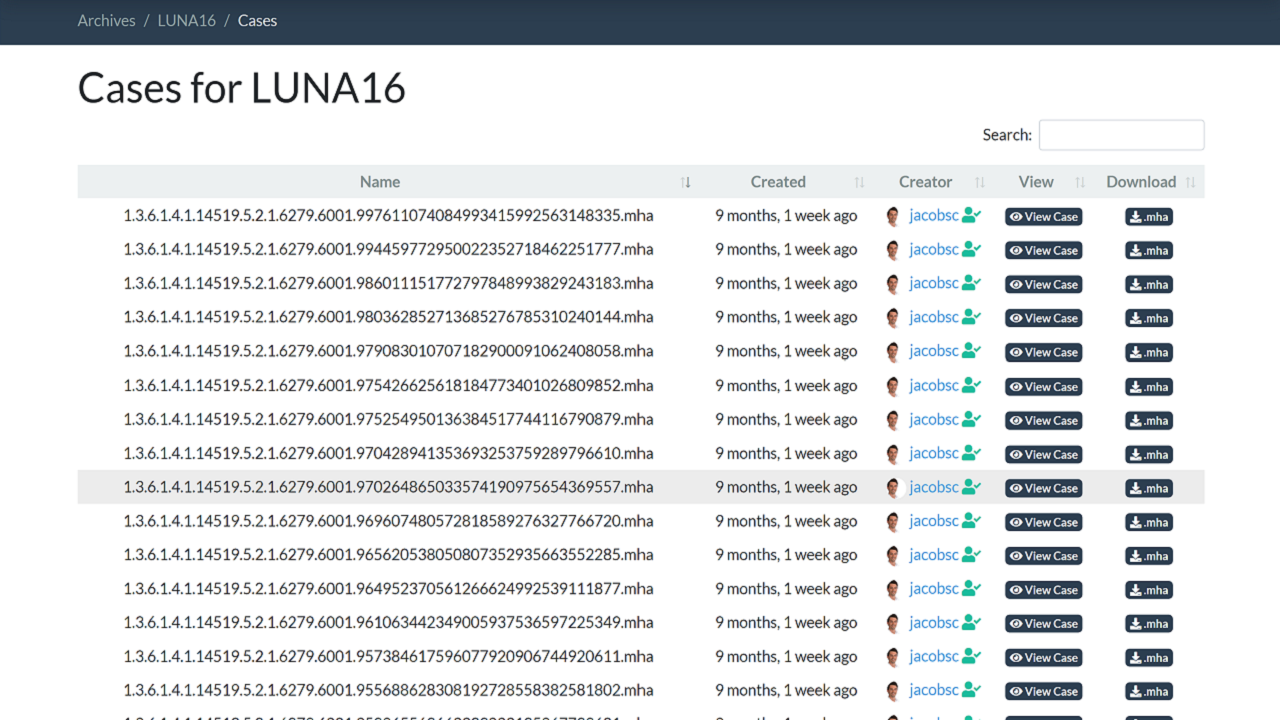 Archives / LUNA16 / Cases
Cases for LUNA16
Search:
Name Created Creator View Download
1.3.6.1.4.1.14519.5.2.1.6279.6001.997611074084993415992563148335.mha 9 months, 1 week ago jacobsc View Case .mha
1.3.6.1.4.1.14519.5.2.1.6279.6001.994459772950022352718462251777.mha 9 months, 1 week ago jacobsc View Case .mha
1.3.6.1.4.1.14519.5.2.1.6279.6001.986011151772797848993829243183.mha 9 months, 1 week ago jacobsc View Case .mha
1.3.6.1.4.1.14519.5.2.1.6279.6001.980362852713685276785310240144.mha 9 months, 1 week ago jacobsc View Case .mha
1.3.6.1.4.1.14519.5.2.1.6279.6001.979083010707182900091062408058.mha 9 months, 1 week ago jacobsc View Case .mha
1.3.6.1.4.1.14519.5.2.1.6279.6001.975426625618184773401026809852.mha 9 months, 1 week ago jacobsc View Case .mha
1.3.6.1.4.1.14519.5.2.1.6279.6001.975254950136384517744116790879.mha 9 months, 1 week ago jacobsc View Case .mha
1.3.6.1.4.1.14519.5.2.1.6279.6001.970428941353693253759289796610.mha 9 months, 1 week ago jacobsc View Case .mha
1.3.6.1.4.1.14519.5.2.1.6279.6001.970264865033574190975654369557.mha 9 months, 1 week ago jacobsc View Case .mha
1.3.6.1.4.1.14519.5.2.1.6279.6001.969607480572818589276327766720.mha 9 months, 1 week ago jacobsc View Case .mha
1.3.6.1.4.1.14519.5.2.1.6279.6001.965620538050807352935663552285.mha 9 months, 1 week ago jacobsc View Case .mha
1.3.6.1.4.1.14519.5.2.1.6279.6001.964952370561266624992539111877.mha 9 months, 1 week ago jacobsc View Case .mha
1.3.6.1.4.1.14519.5.2.1.6279.6001.961063442349005937536597225349.mha 9 months, 1 week ago jacobsc View Case .mha
1.3.6.1.4.1.14519.5.2.1.6279.6001.957384617596077920906744920611.mha 9 months, 1 week ago jacobsc View Case .mha
1.3.6.1.4.1.14519.5.2.1.6279.6001.955688628308192728558382581802.mha 9 months, 1 week ago jacobsc View Case .mha